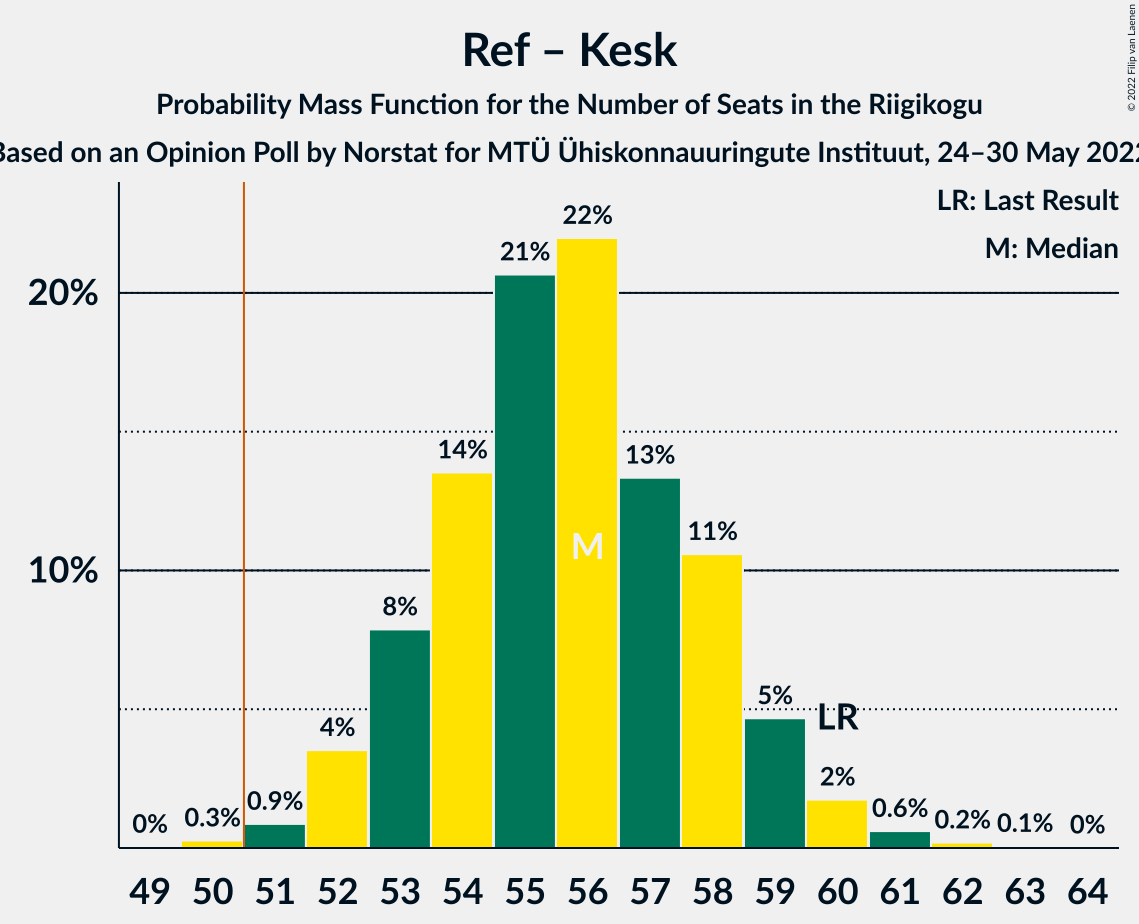 Ref – Kesk
Probability Mass Function for the Number of Seats in the Riigikogu
Based on an Opinion Poll by Norstat for MTÜ Ühiskonnauuringute Instituut, 24–30 May 2022
© 2022 Filip van Laenen
LR: Last Result
M: Median
20%
10%
0%
0.3%
0.9%
4%
8%
14%
21%
22%
13%
11%
5%
2%
0.6%
0.2%
0.1%
0%
M
LR
49 50 51 52 53 54 55 56 57 58 59 60 61 62 63 64